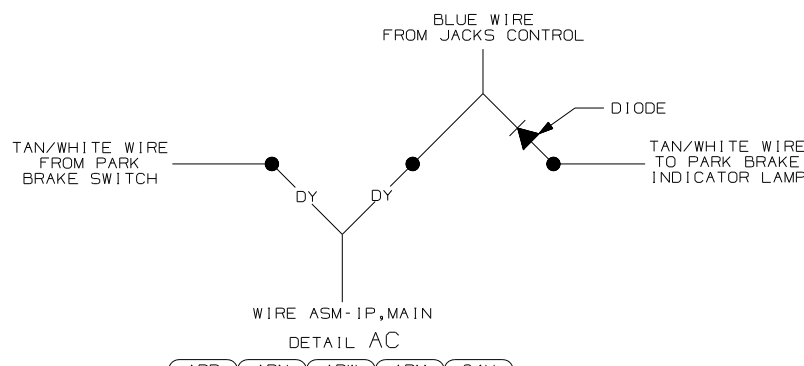 BLUE WIRE
FROM JACKS CONTROL
DIODE
TAN/WHITE WIRE
FROM PARK
BRAKE SWITCH
TAN/WHITE WIRE
TO PARK BRAKE
INDICATOR LAMP
DY
DY
WIRE ASM-IP,MAIN
DETAIL AC